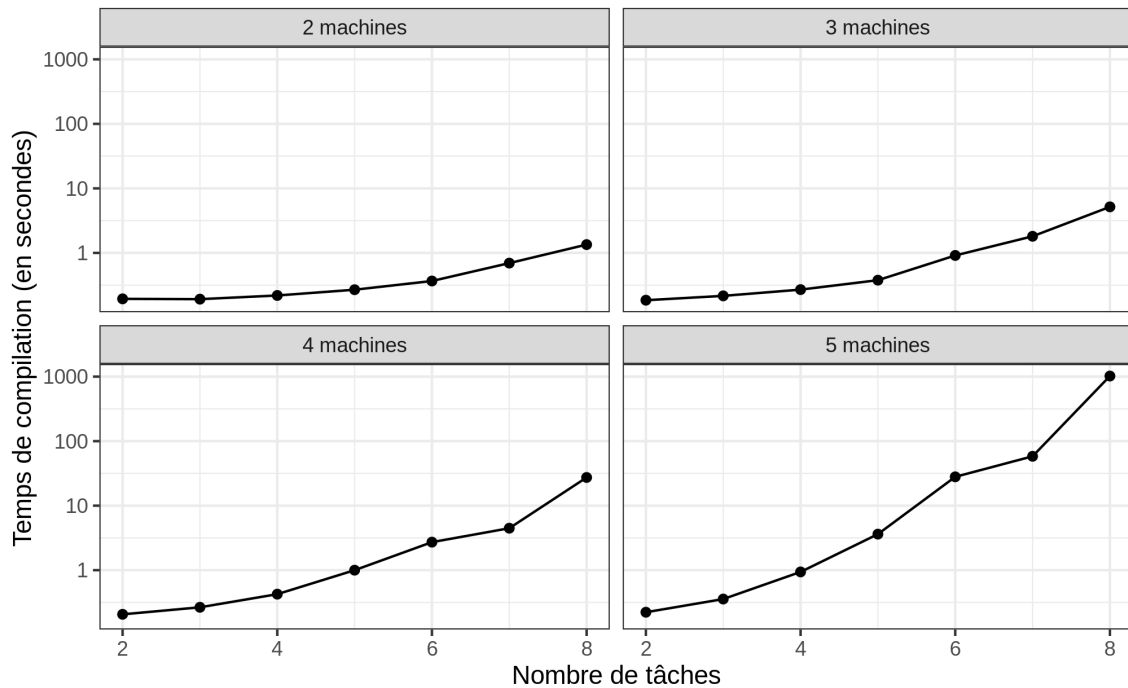 2 machines
3 machines
1000
100
10
1
4 machines
5 machines
1000
100
10
1
2 4 6 8
2 4 6 8
Nombre de tâches
Temps de compilation (en secondes)